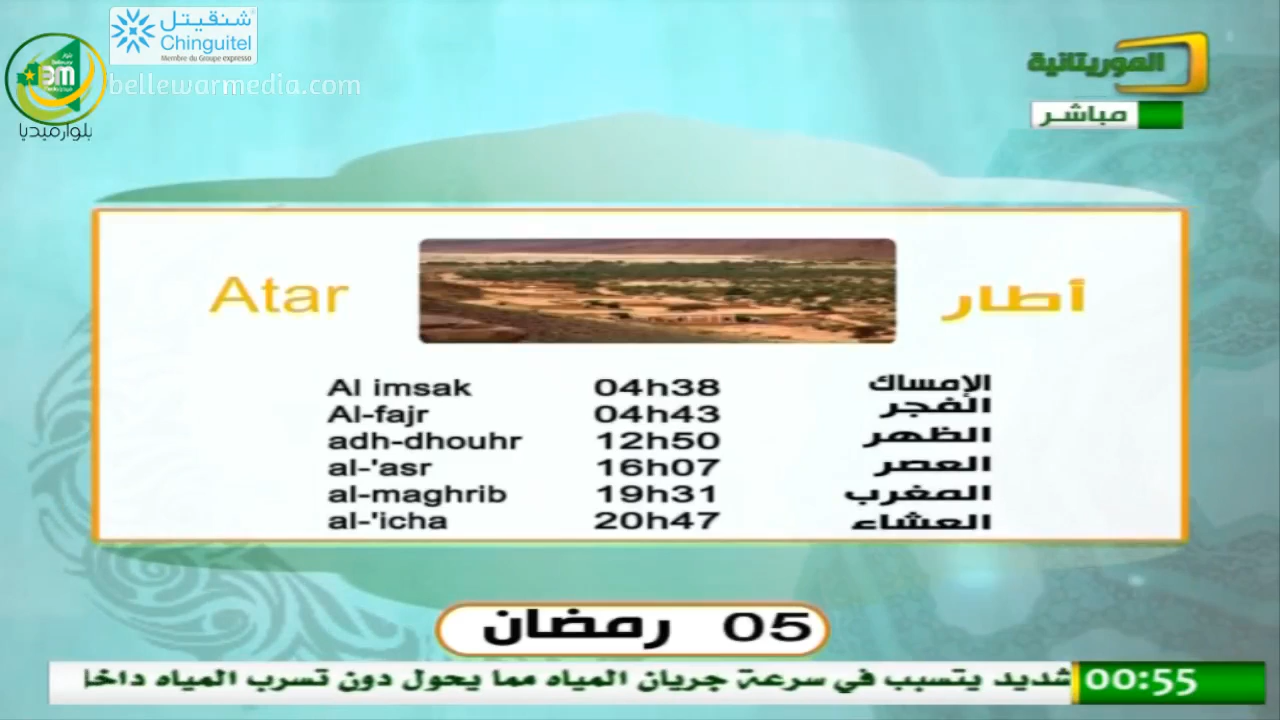 شنقيتل
Chinguitel
Membre du Groupe expresso
BM
بلوارميديا
bellewarmedia.com
الموريتانية
مباشر
Atar
أطار
Al imsak 04h38 الإمساك
Al-fajr 04h43 الفجر
adh-dhouhr 12h50 الظهر
al-'asr 16h07 العصر
al-maghrib 19h31 المغرب
al-'icha 20h47 العشاء
05 رمضان
شديد يتسبب في سرعة جريان المياه مما يحول دون تسرب المياه
00:55